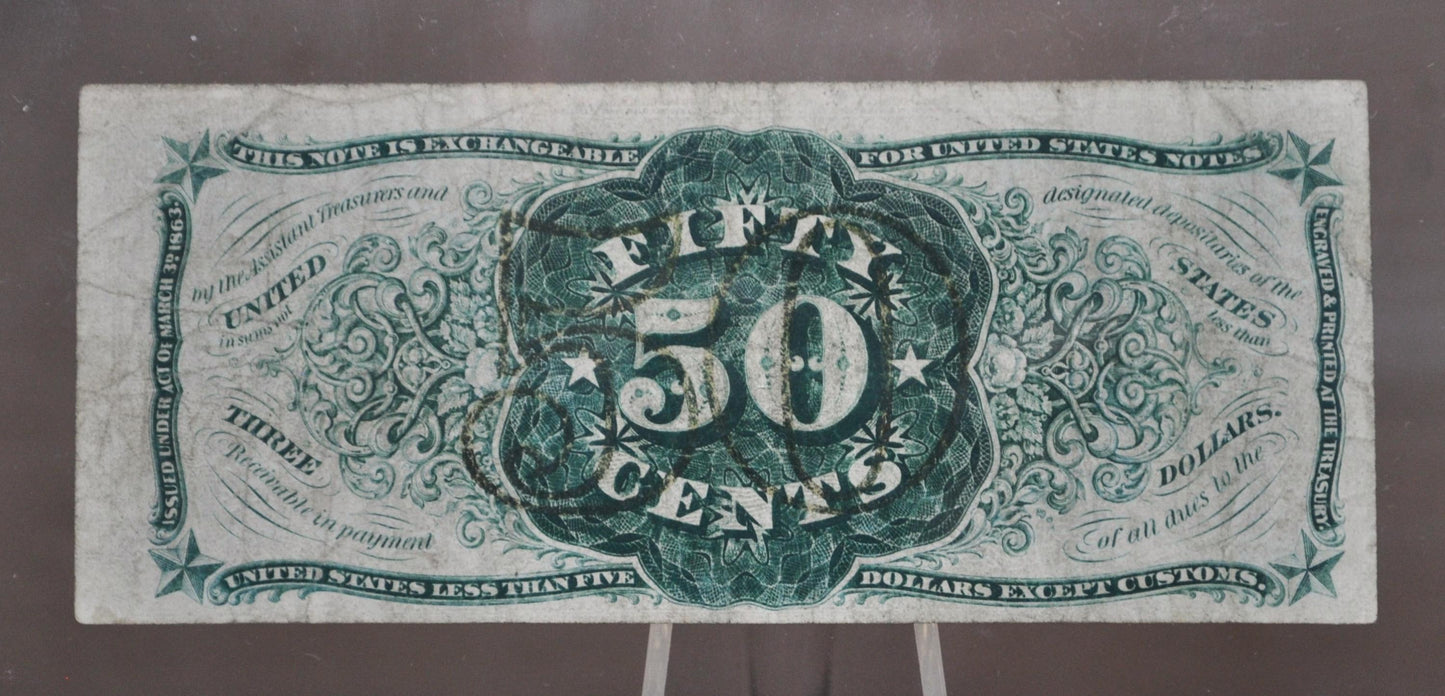 THIS NOTE IS EXCHANGEABLE FOR UNITED STATES NOTES
by the Assistant Treasurers and designated depositaries of the
UNITED STATES
in sums not less than
THREE DOLLARS.
Receivable in payment of all dues to the
UNITED STATES LESS THAN FIVE DOLLARS EXCEPT CUSTOMS.
ISSUED UNDER ACT OF MARCH 3D 1863.
FIFTY
50
CENTS
50
ENGRAVED & PRINTED AT THE TREASURY.